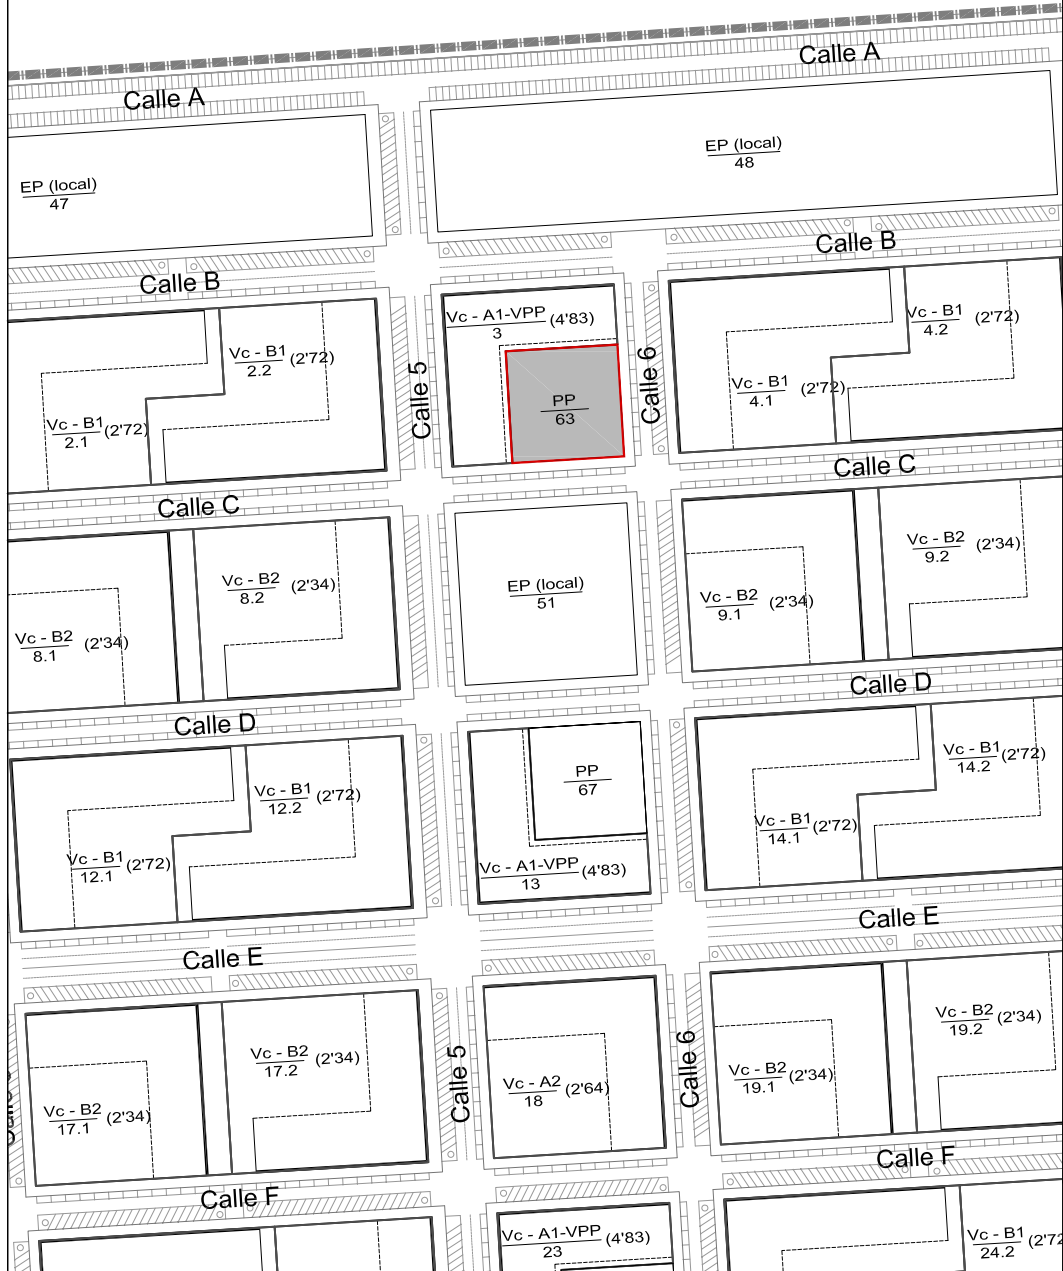 Calle A
Calle A
EP (local)
48
EP (local)
47
Calle B
Calle B
Vc - A1-VPP (4'83)
3
Vc - B1 (2'72)
4.2
Vc - B1 (2'72)
2.2
Calle 5
Calle 6
Vc - B1 (2'72)
4.1
PP
63
Vc - B1 (2'72)
2.1
Calle C
Calle C
Vc - B2 (2'34)
9.2
Vc - B2 (2'34)
8.2
EP (local)
51
Vc - B2 (2'34)
9.1
Vc - B2 (2'34)
8.1
Calle D
Calle D
Vc - B1 (2'72)
14.2
PP
67
Vc - B1 (2'72)
12.2
Vc - B1 (2'72)
14.1
Vc - B1 (2'72)
12.1
Vc - A1-VPP (4'83)
13
Calle E
Calle E
Vc - B2 (2'34)
19.2
Vc - B2 (2'34)
17.2
Calle 5
Calle 6
Vc - B2 (2'34)
19.1
Vc - A2 (2'64)
18
Vc - B2 (2'34)
17.1
Calle F
Calle F
Vc - A1-VPP (4'83)
23
Vc - B1 (2'72
24.2